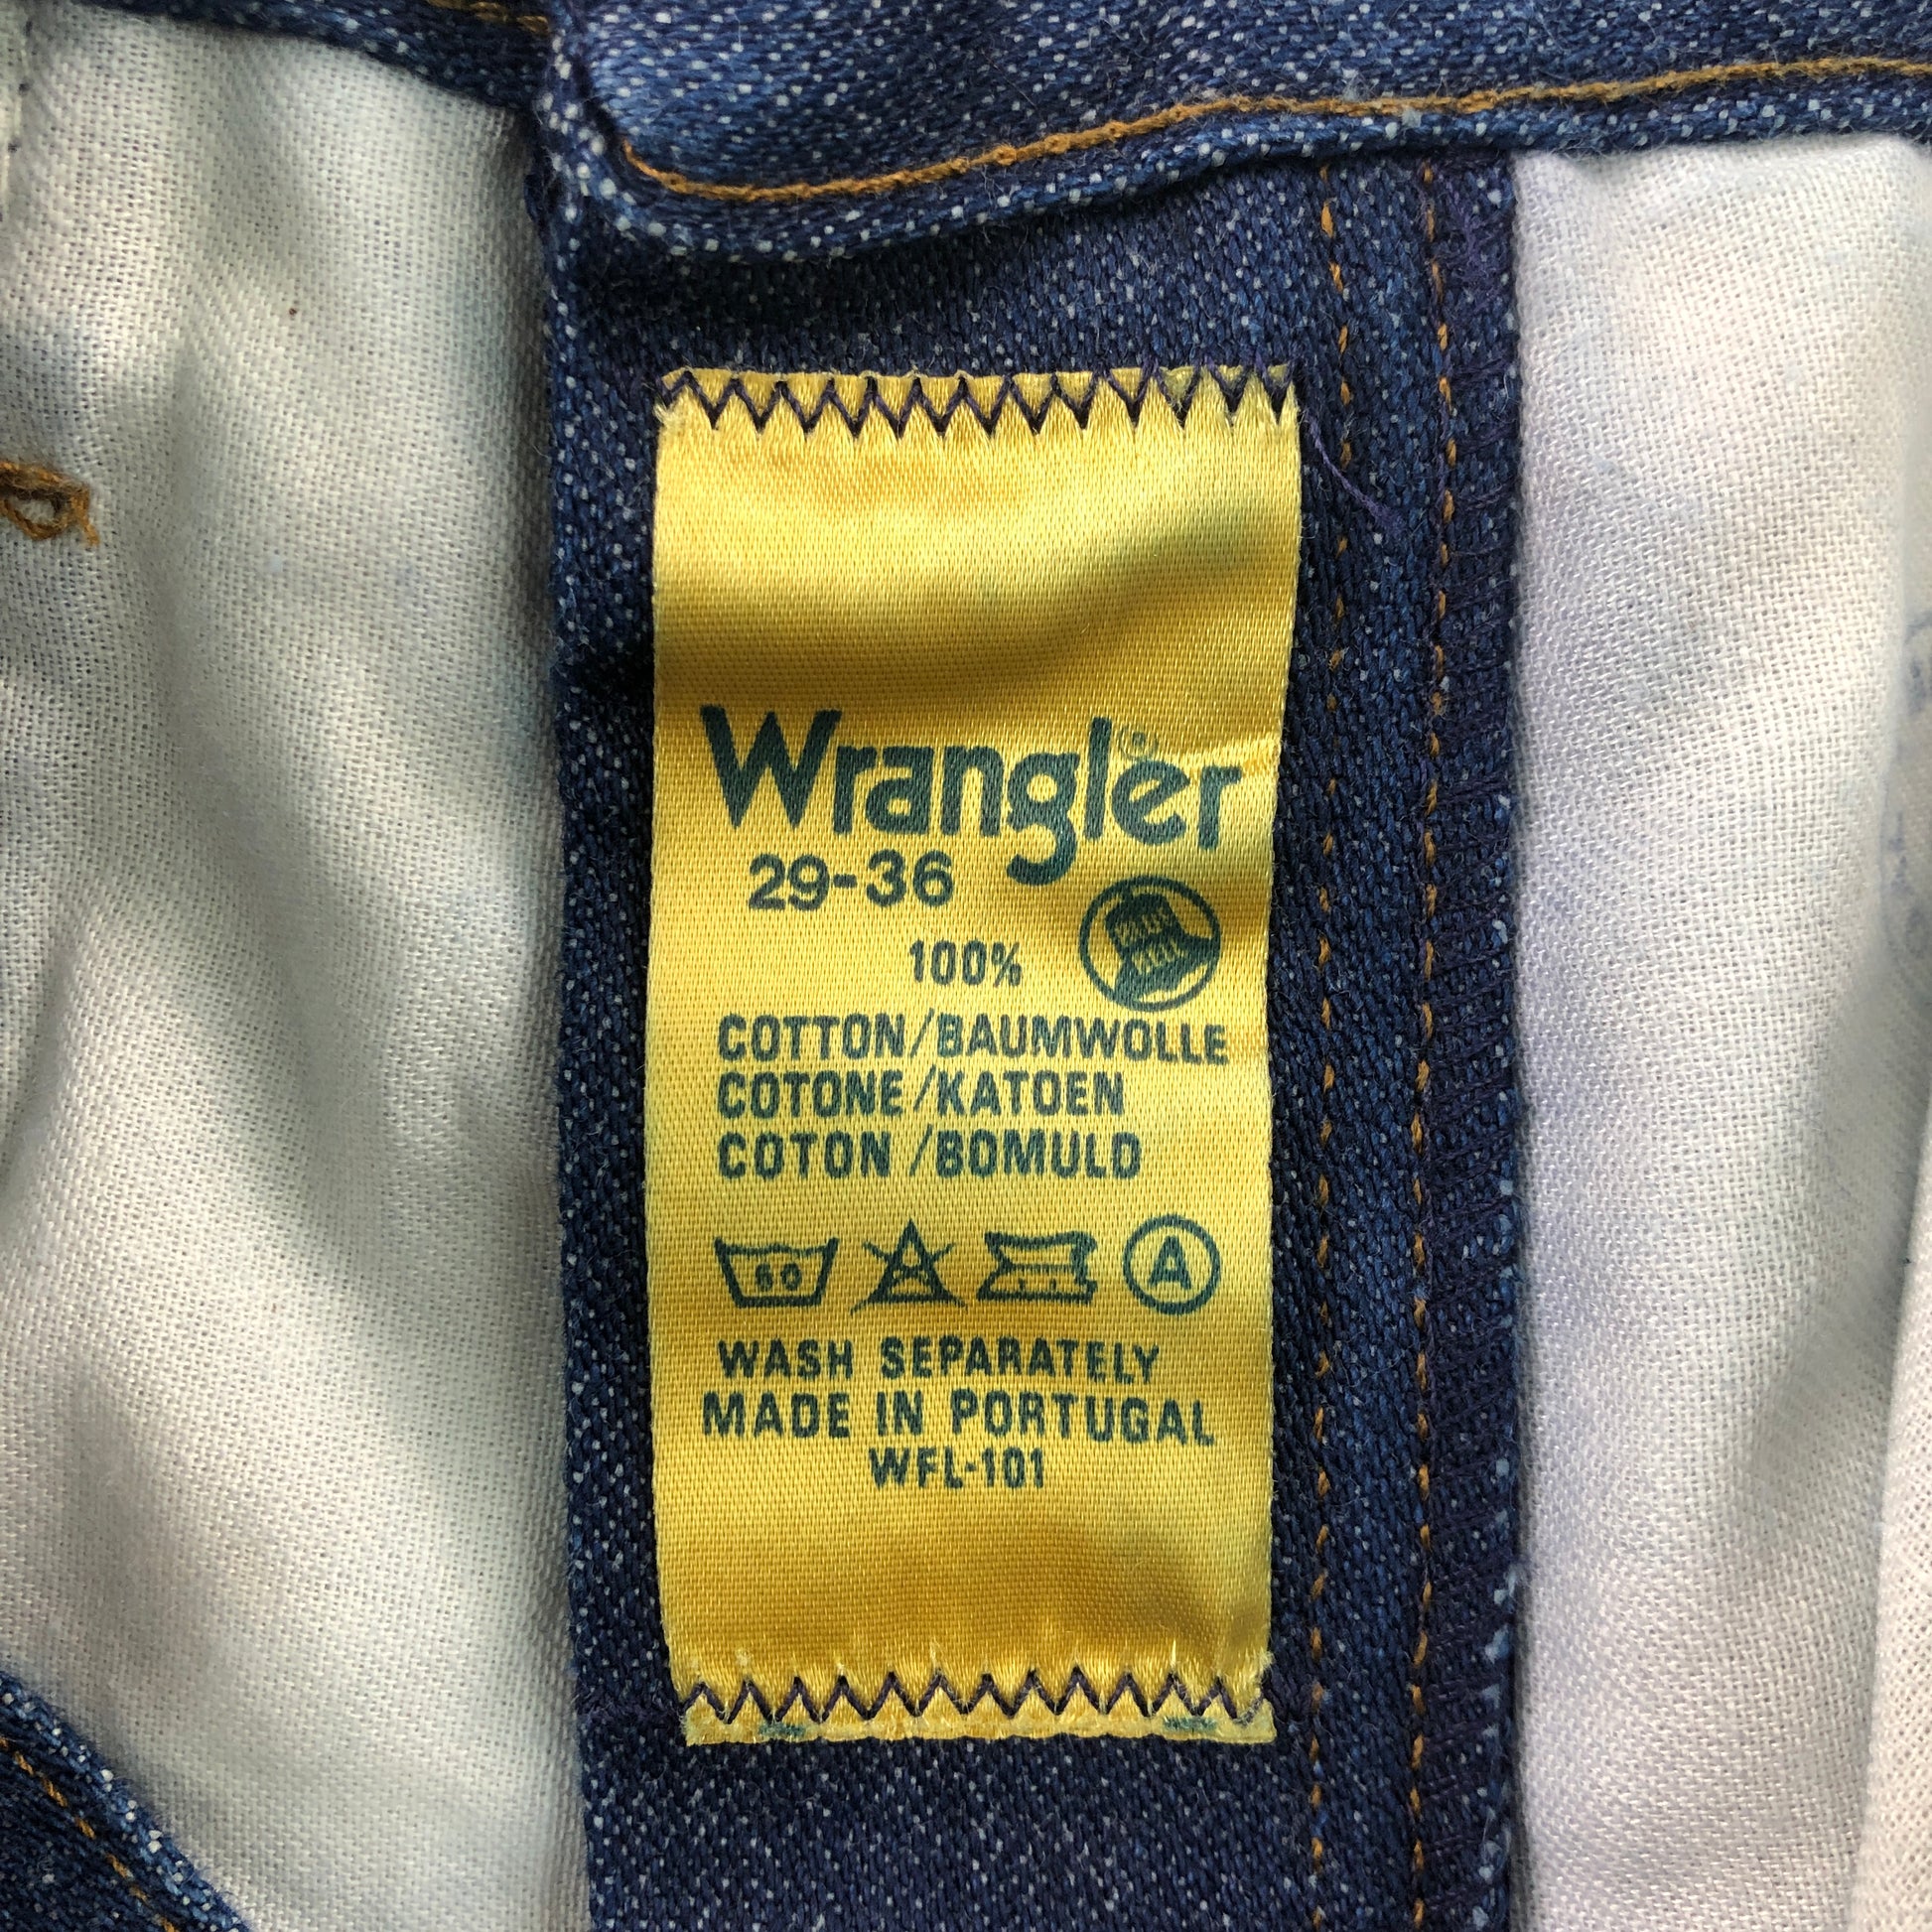 Wrangler®
29-36
100%
COTTON/BAUMWOLLE
COTONE/KATOEN
COTON/BOMULD
60 A
WASH SEPARATELY
MADE IN PORTUGAL
WFL-101